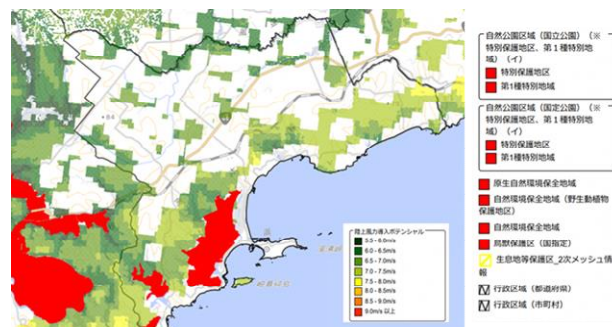 自然公園区域（国立公園）（※
特別保護地区、第１種特別地
域）（イ）
特別保護地区
第1種特別地域
自然公園区域（国定公園）（※
特別保護地区、第１種特別地
域）（イ）
特別保護地区
第1種特別地域
原生自然環境保全地域
自然環境保全地域（野生動植物
保護地区）
自然環境保全地域
鳥獣保護区（国指定）
生息地等保護区_2次メッシュ情
報
行政区域（都道府県）
行政区域（市町村）
陸上風力導入ポテンシャル
5.5 - 6.0m/s
6.0 - 6.5m/s
6.5 - 7.0m/s
7.0 - 7.5m/s
7.5 - 8.0m/s
8.0 - 8.5m/s
8.5 - 9.0m/s
9.0m/s 以上